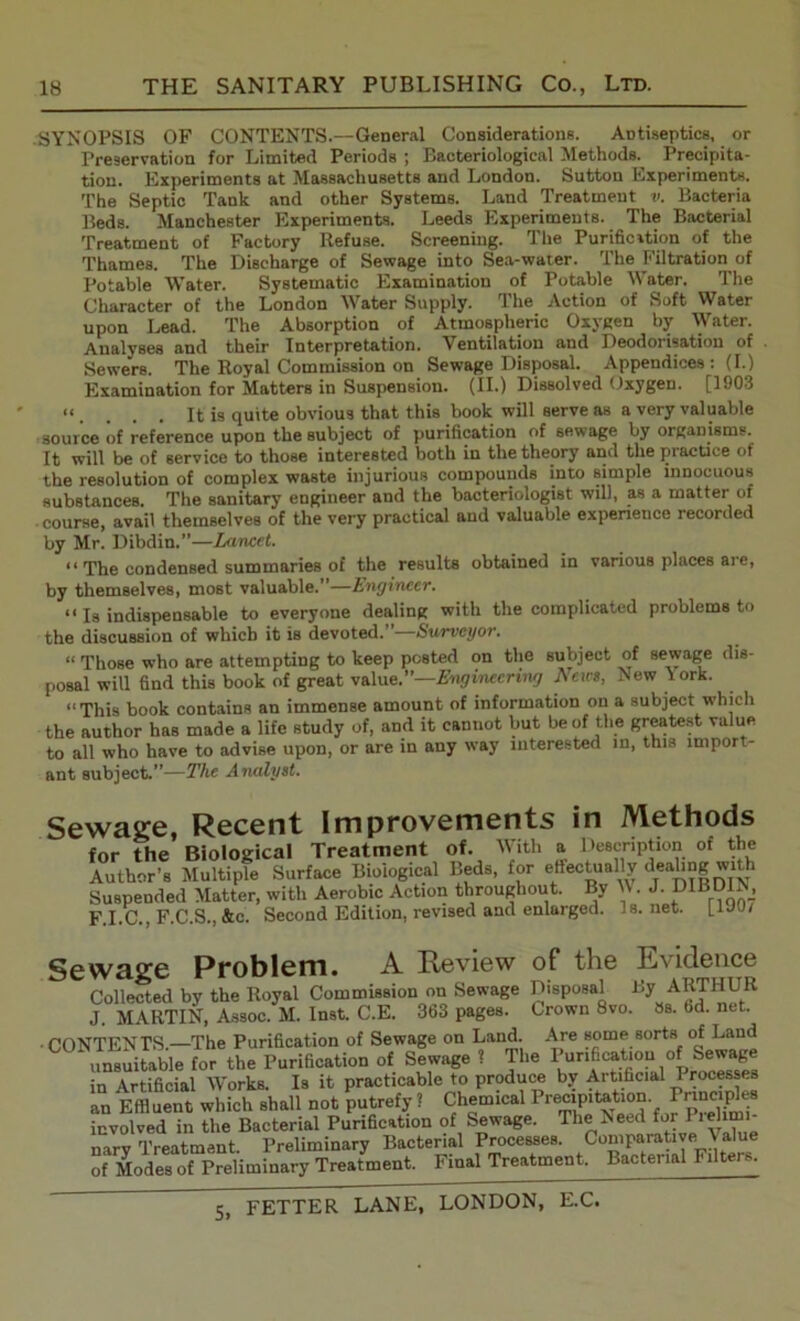 18 THE SANITARY PUBLISHING Co., Ltd.
SYNOPSIS OF CONTENTS.—General Considerations. Antiseptics, or
Preservation for Limited Periods ; Bacteriological Methods. Precipita-
tion. Experiments at Massachusetts and London. Sutton Experiments.
The Septic Tank and other Systems. Land Treatment v. Bacteria
Beds. Manchester Experiments. Leeds Experiments. The Bacterial
Treatment of Factory Refuse. Screening. The Purification of the
Thames. The Discharge of Sewage into Sea-water. The Filtration of
Potable Water. Systematic Examination of Potable Water. The
Character of the London Water Supply. The Action of Soft Water
upon Lead. The Absorption of Atmospheric Oxygen by Water.
Analyses and their Interpretation. Ventilation and Deodorisation of
Sewers. The Royal Commission on Sewage Disposal. Appendices : (I.)
Examination for Matters in Suspension. (II.) Dissolved Oxygen. [1903
“. . . . . It is quite obvious that this book will serve as a very valuable
source of reference upon the subject of purification of sewage by organisms.
It will be of service to those interested both in the theory and the practice of
the resolution of complex waste injurious compounds into simple innocuous
substances. The sanitary engineer and the bacteriologist will, as a matter of
course, avail themselves of the very practical and valuable experience recorded
by Mr. Dibdin.”—Lancet.
“ The condensed summaries of the results obtained in various places are,
by themselves, most valuable.”—Engineer.
“ Is indispensable to everyone dealing with the complicated problems to
the discussion of which it is devoted.”—Surveyor.
“ Those who are attempting to keep posted on the subject of sewage dis-
posal will find this book of great value.”—Engineering News, New York.
“This book contains an immense amount of information on a subject which
the author has made a life study of, and it cannot but be of the greatest value
to all who have to advise upon, or are in any way interested in, this import-
ant subject.”—The Analyst.
Sewage, Recent Improvements in Methods
for the Biological Treatment of. With a Description of the
Author's Multiple Surface Biological Beds, for effectually dealing with
Suspended Matter, with Aerobic Action throughout. By W. J. DIBDIN,
F.I.C., F.C.S., &c. Second Edition, revised and enlarged. 1s. net. [1907
Sewage Problem. A Review of the Evidence
Collected by the Royal Commission on Sewage Disposal By ARTHUR
J. MARTIN, Assoc. M. Inst. C.E. 363 pages. Crown 8vo. 8s. 6d. net.
CONTENTS.—The Purification of Sewage on Land. Are some sorts of Land
unsuitable for the Purification of Sewage ? The Purification of Sewage
in Artificial Works. Is it practicable to produce by Artificial Processes
an Effluent which shall not putrefy ? Chemical Precipitation. Principles
involved in the Bacterial Purification of Sewage. The Need for Prelimi-
nary Treatment. Preliminary Bacterial Processes. Comparative Value
of Modes of Preliminary Treatment. Final Treatment. Bacterial Filters.
5, FETTER LANE, LONDON, E.C.